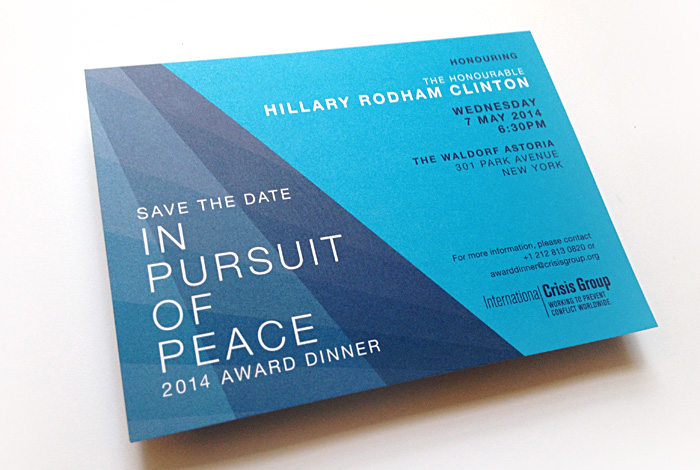 HONOURING
THE HONOURABLE
HILLARY RODHAM CLINTON
WEDNESDAY
7 MAY 2014
6:30PM
THE WALDORF ASTORIA
301 PARK AVENUE
NEW YORK
SAVE THE DATE
IN
PURSUIT
OF
PEACE
2014 AWARD DINNER
For more information, please contact
+1 212 813 0820 or
awarddinner@crisisgroup.org
International Crisis Group
WORKING TO PREVENT
CONFLICT WORLDWIDE